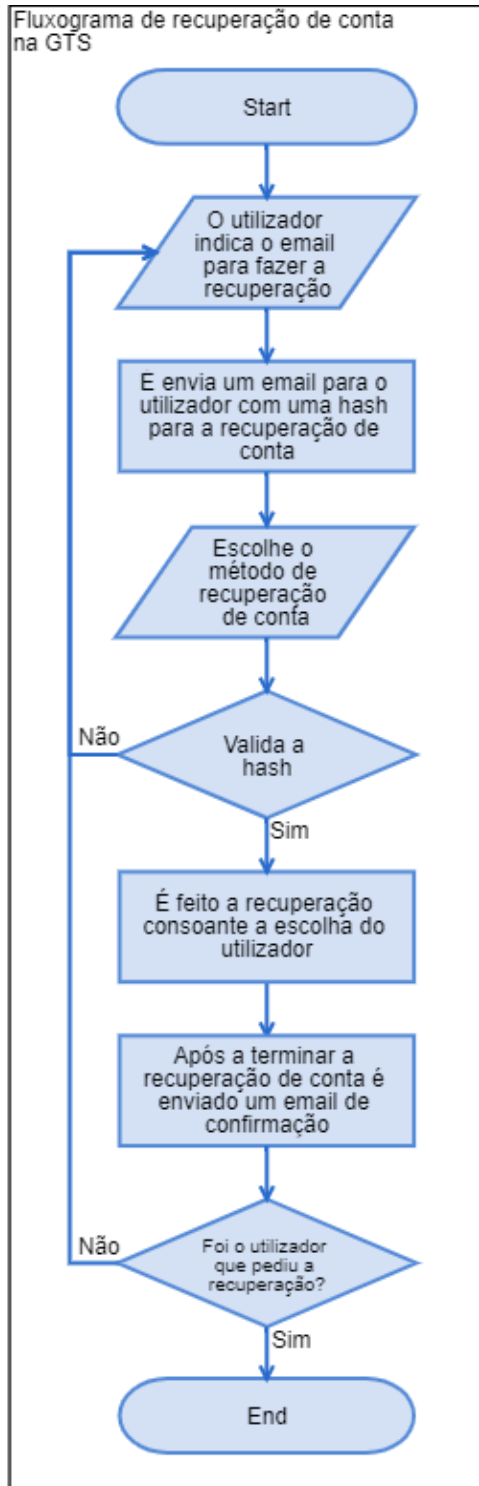 Fluxograma de recuperação de conta
na GTS
Start
O utilizador
indica o email
para fazer a
recuperação
É envia um email para o
utilizador com uma hash
para a recuperação de
conta
Escolhe o
método de
recuperação
de conta
Valida a
hash
Não
Sim
É feito a recuperação
consoante a escolha do
utilizador
Após a terminar a
recuperação de conta é
enviado um email de
confirmação
Foi o utilizador
que pediu a
recuperação?
Não
Sim
End